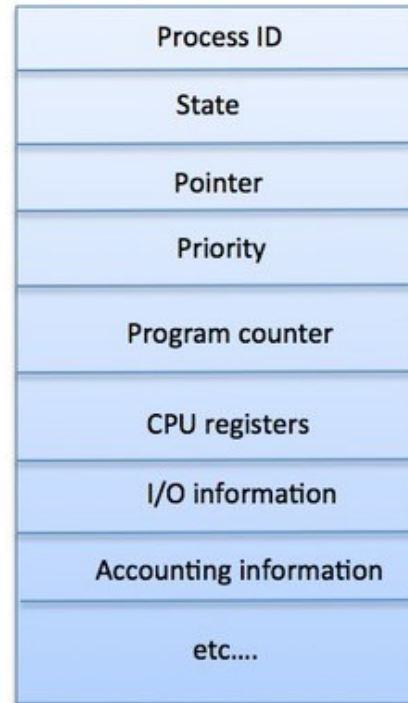 Process ID
State
Pointer
Priority
Program counter
CPU registers
I/O information
Accounting information
etc....